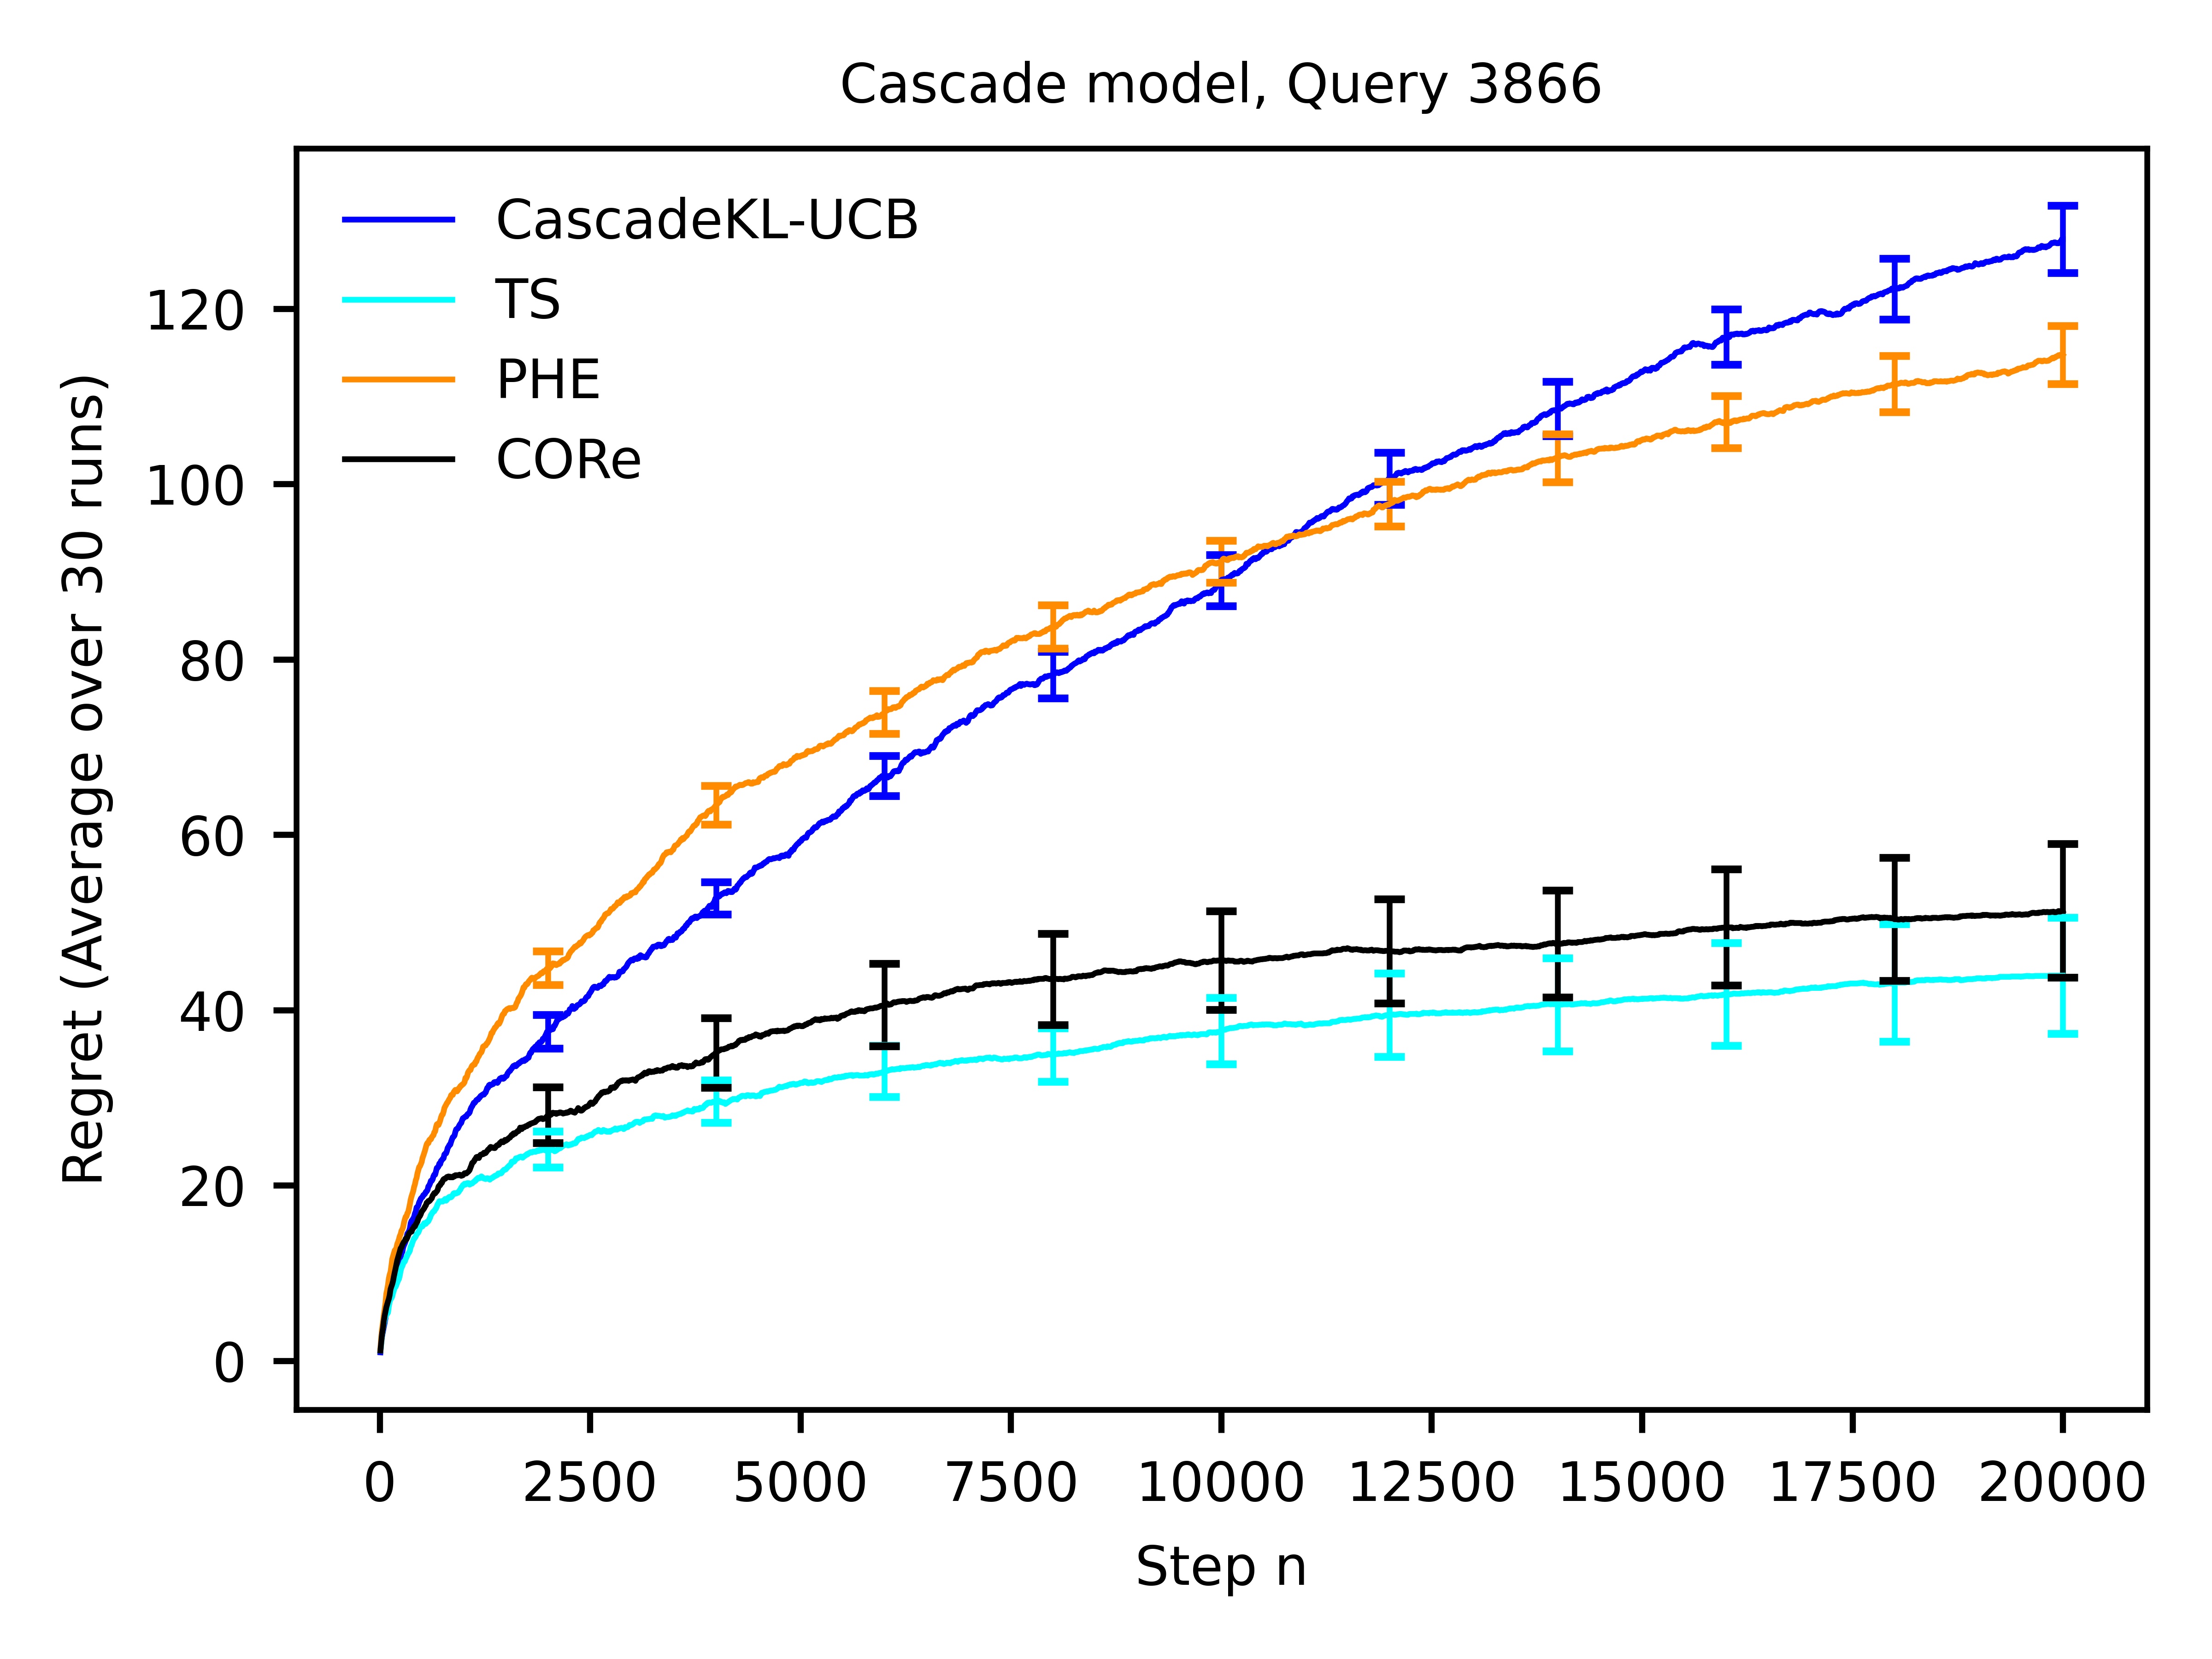 Cascade model, Query 3866
CascadeKL-UCB
TS
PHE
CORe
Regret (Average over 30 runs)
120
100
80
60
40
20
0
0 2500 5000 7500 10000 12500 15000 17500 20000
Step n